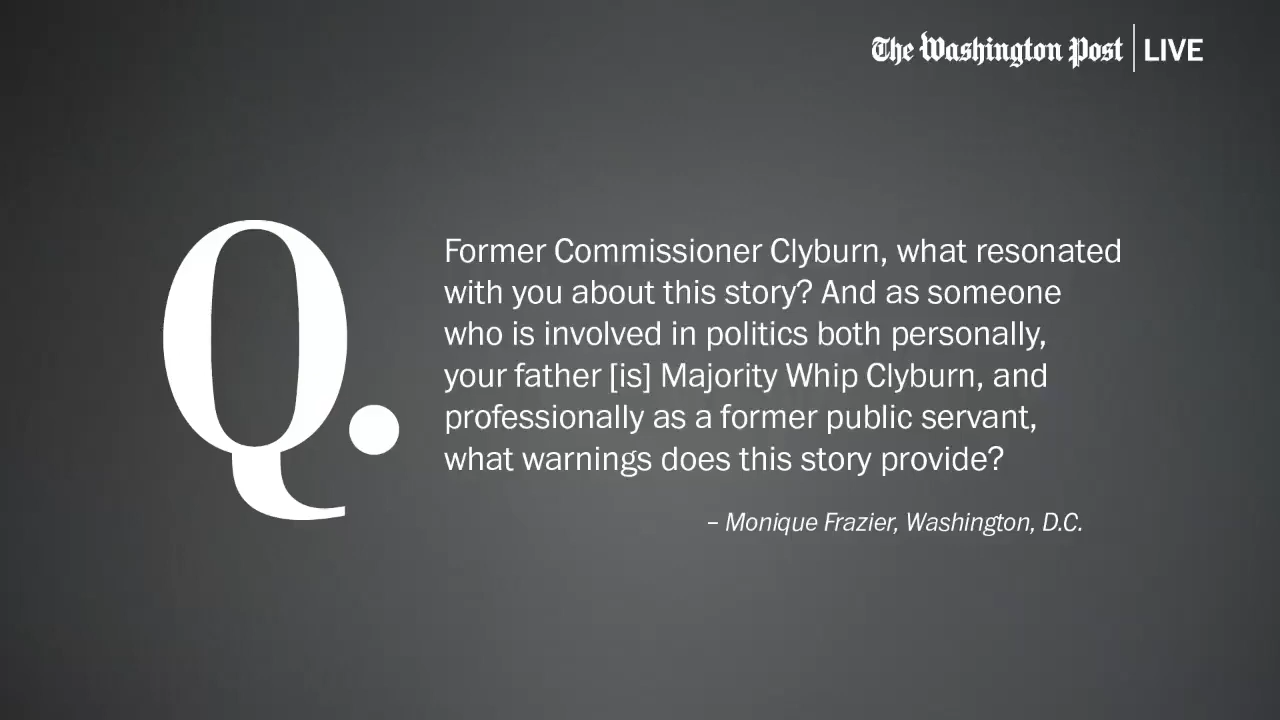 The Washington Post | LIVE
Q.
Former Commissioner Clyburn, what resonated
with you about this story? And as someone
who is involved in politics both personally,
your father [is] Majority Whip Clyburn, and
professionally as a former public servant,
what warnings does this story provide?
– Monique Frazier, Washington, D.C.